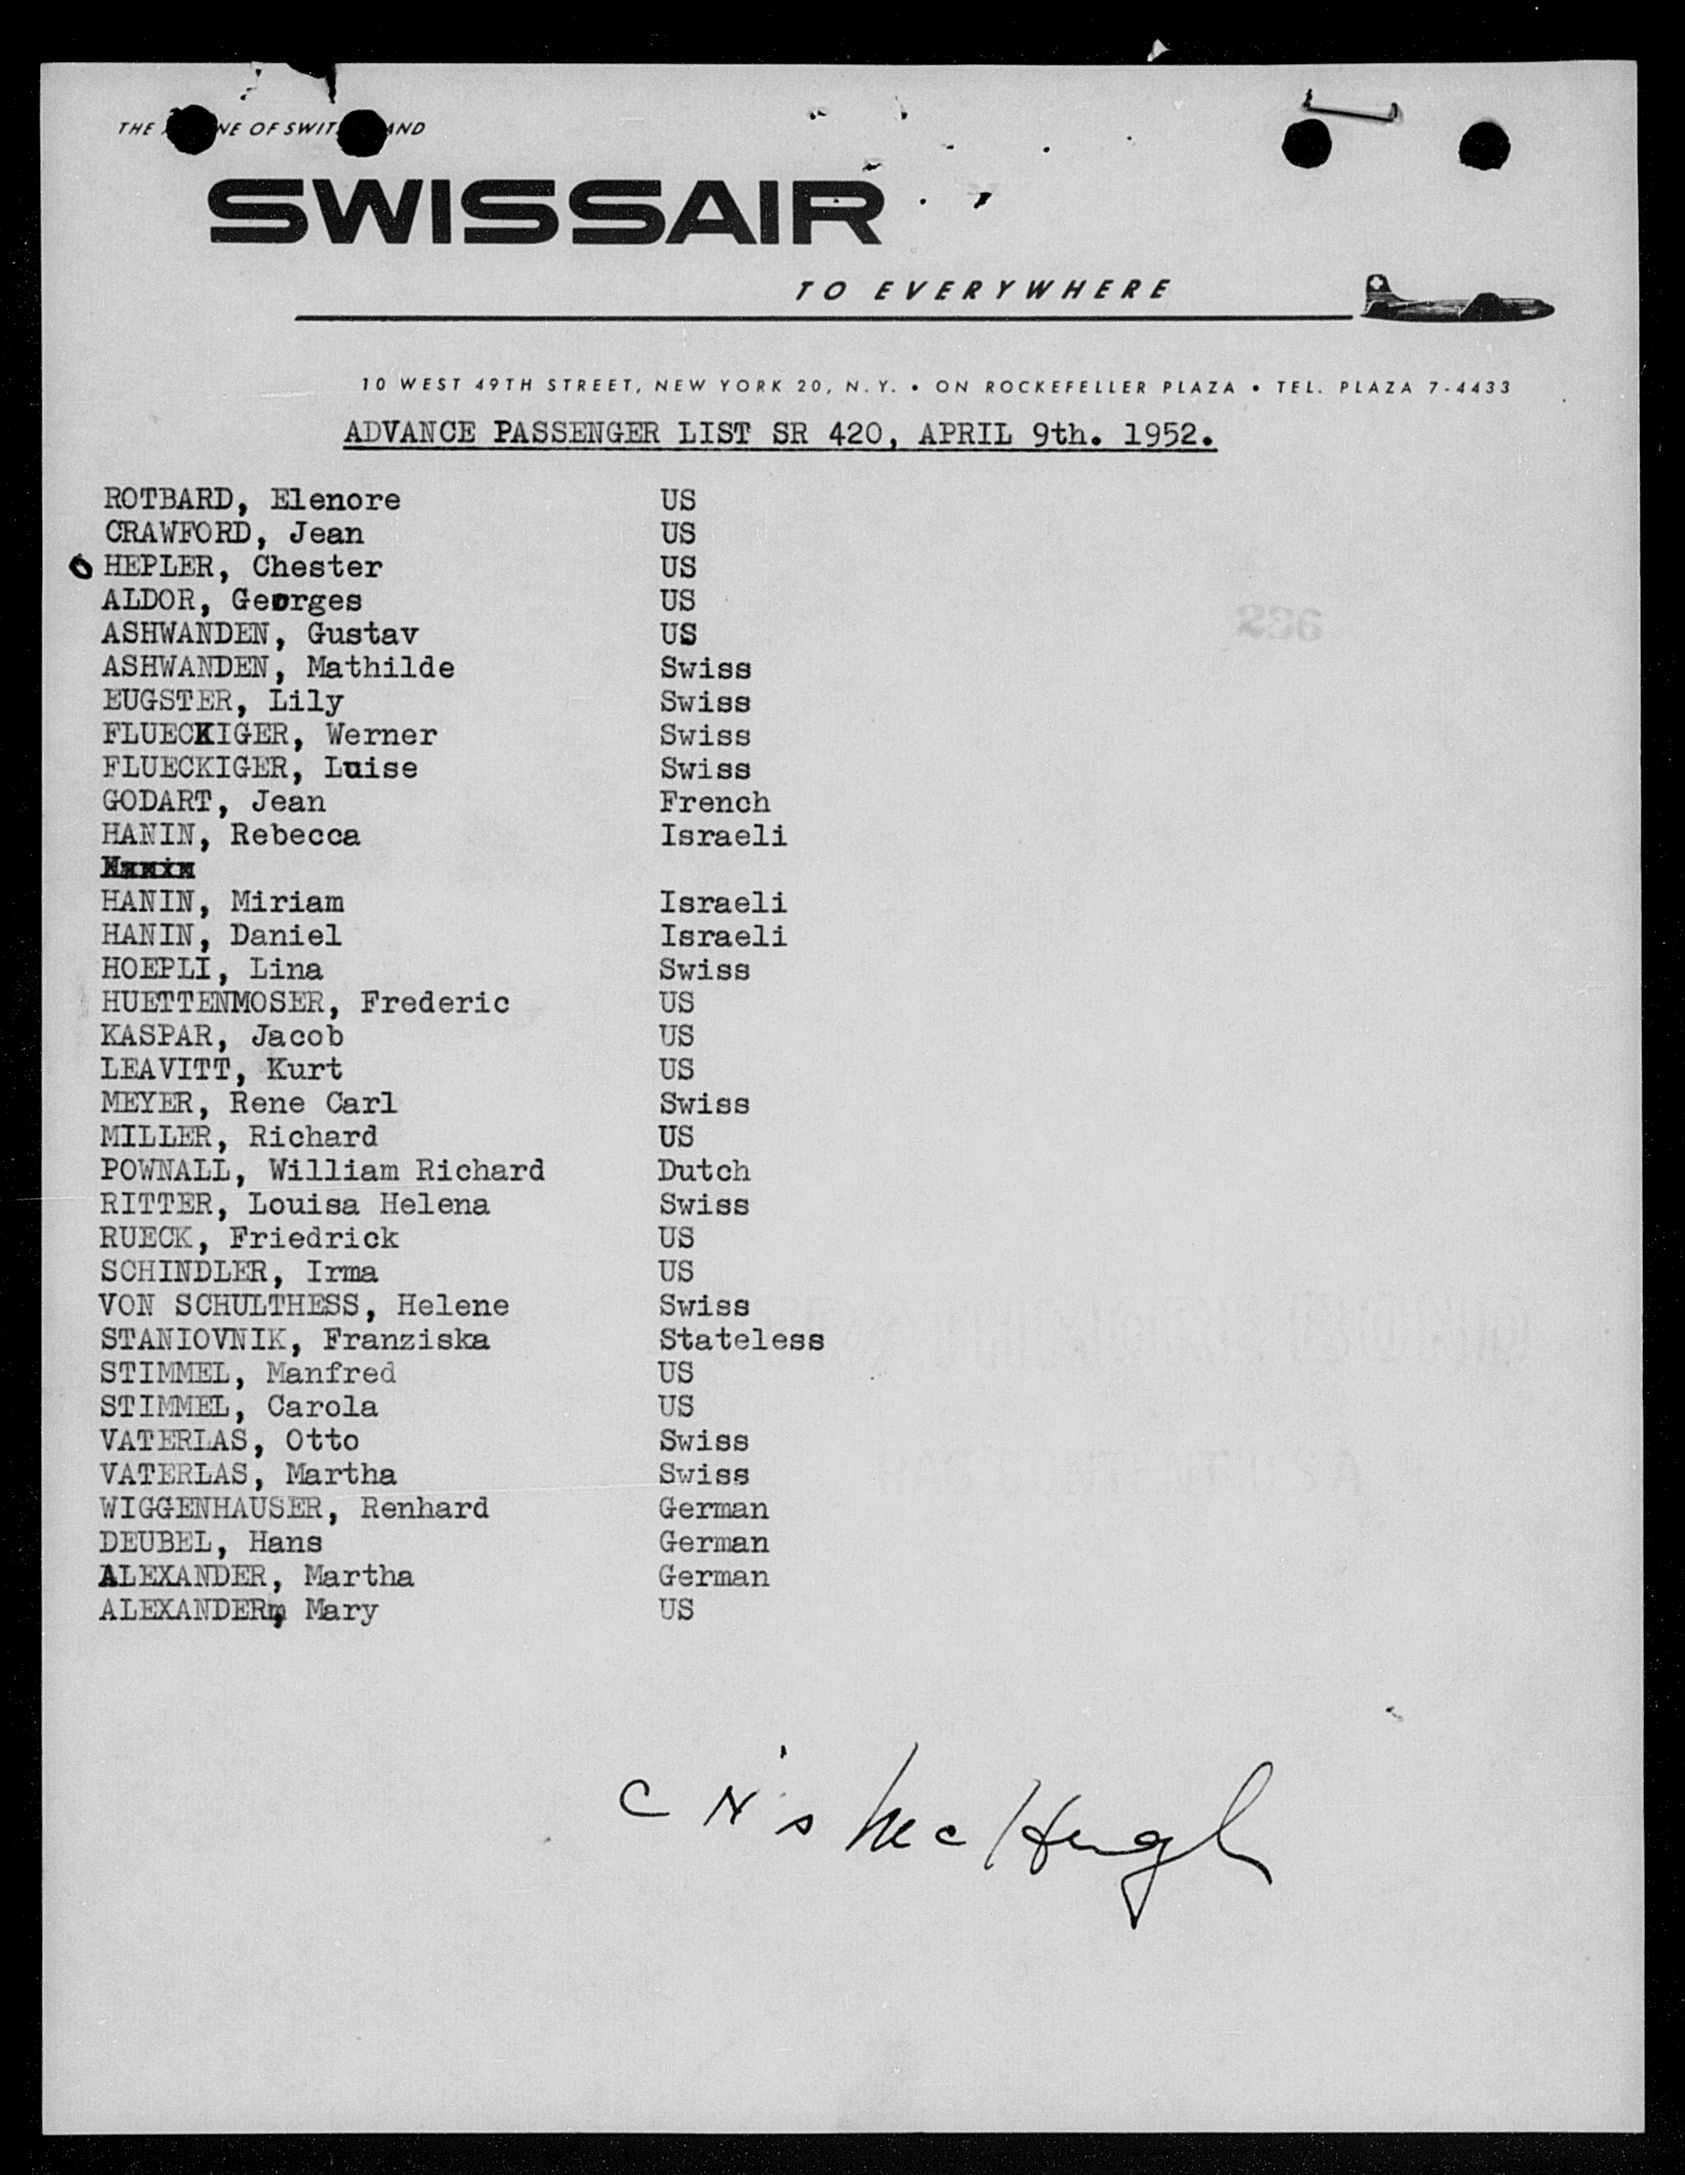 THE NE OF SWIT AND
SWISSAIR
TO EVERYWHERE
10 WEST 49TH STREET, NEW YORK 20, N.Y. • ON ROCKEFELLER PLAZA • TEL. PLAZA 7-4433
ADVANCE PASSENGER LIST SR 420, APRIL 9th. 1952.
ROTBARD, Elenore US
CRAWFORD, Jean US
HEPLER, Chester US
ALDOR, Georges US
ASHWANDEN, Gustav US
236
ASHWANDEN, Mathilde Swiss
EUGSTER, Lily Swiss
FLUECKIGER, Werner Swiss
FLUECKIGER, Luise Swiss
GODART, Jean French
HANIN, Rebecca Israeli
HANIN, Miriam Israeli
HANIN, Daniel Israeli
HOEPLI, Lina Swiss
HUETTENMOSER, Frederic US
KASPAR, Jacob US
LEAVITT, Kurt US
MEYER, Rene Carl Swiss
MILLER, Richard US
POWNALL, William Richard Dutch
RITTER, Louisa Helena Swiss
RUECK, Friedrick US
SCHINDLER, Irma US
VON SCHULTHESS, Helene Swiss
STANIOVNIK, Franziska Stateless
STIMMEL, Manfred US
STIMMEL, Carola US
VATERLAS, Otto Swiss
VATERLAS, Martha Swiss
WIGGENHAUSER, Renhard German
DEUBEL, Hans German
ALEXANDER, Martha German
ALEXANDER, Mary US
C N's McHugh